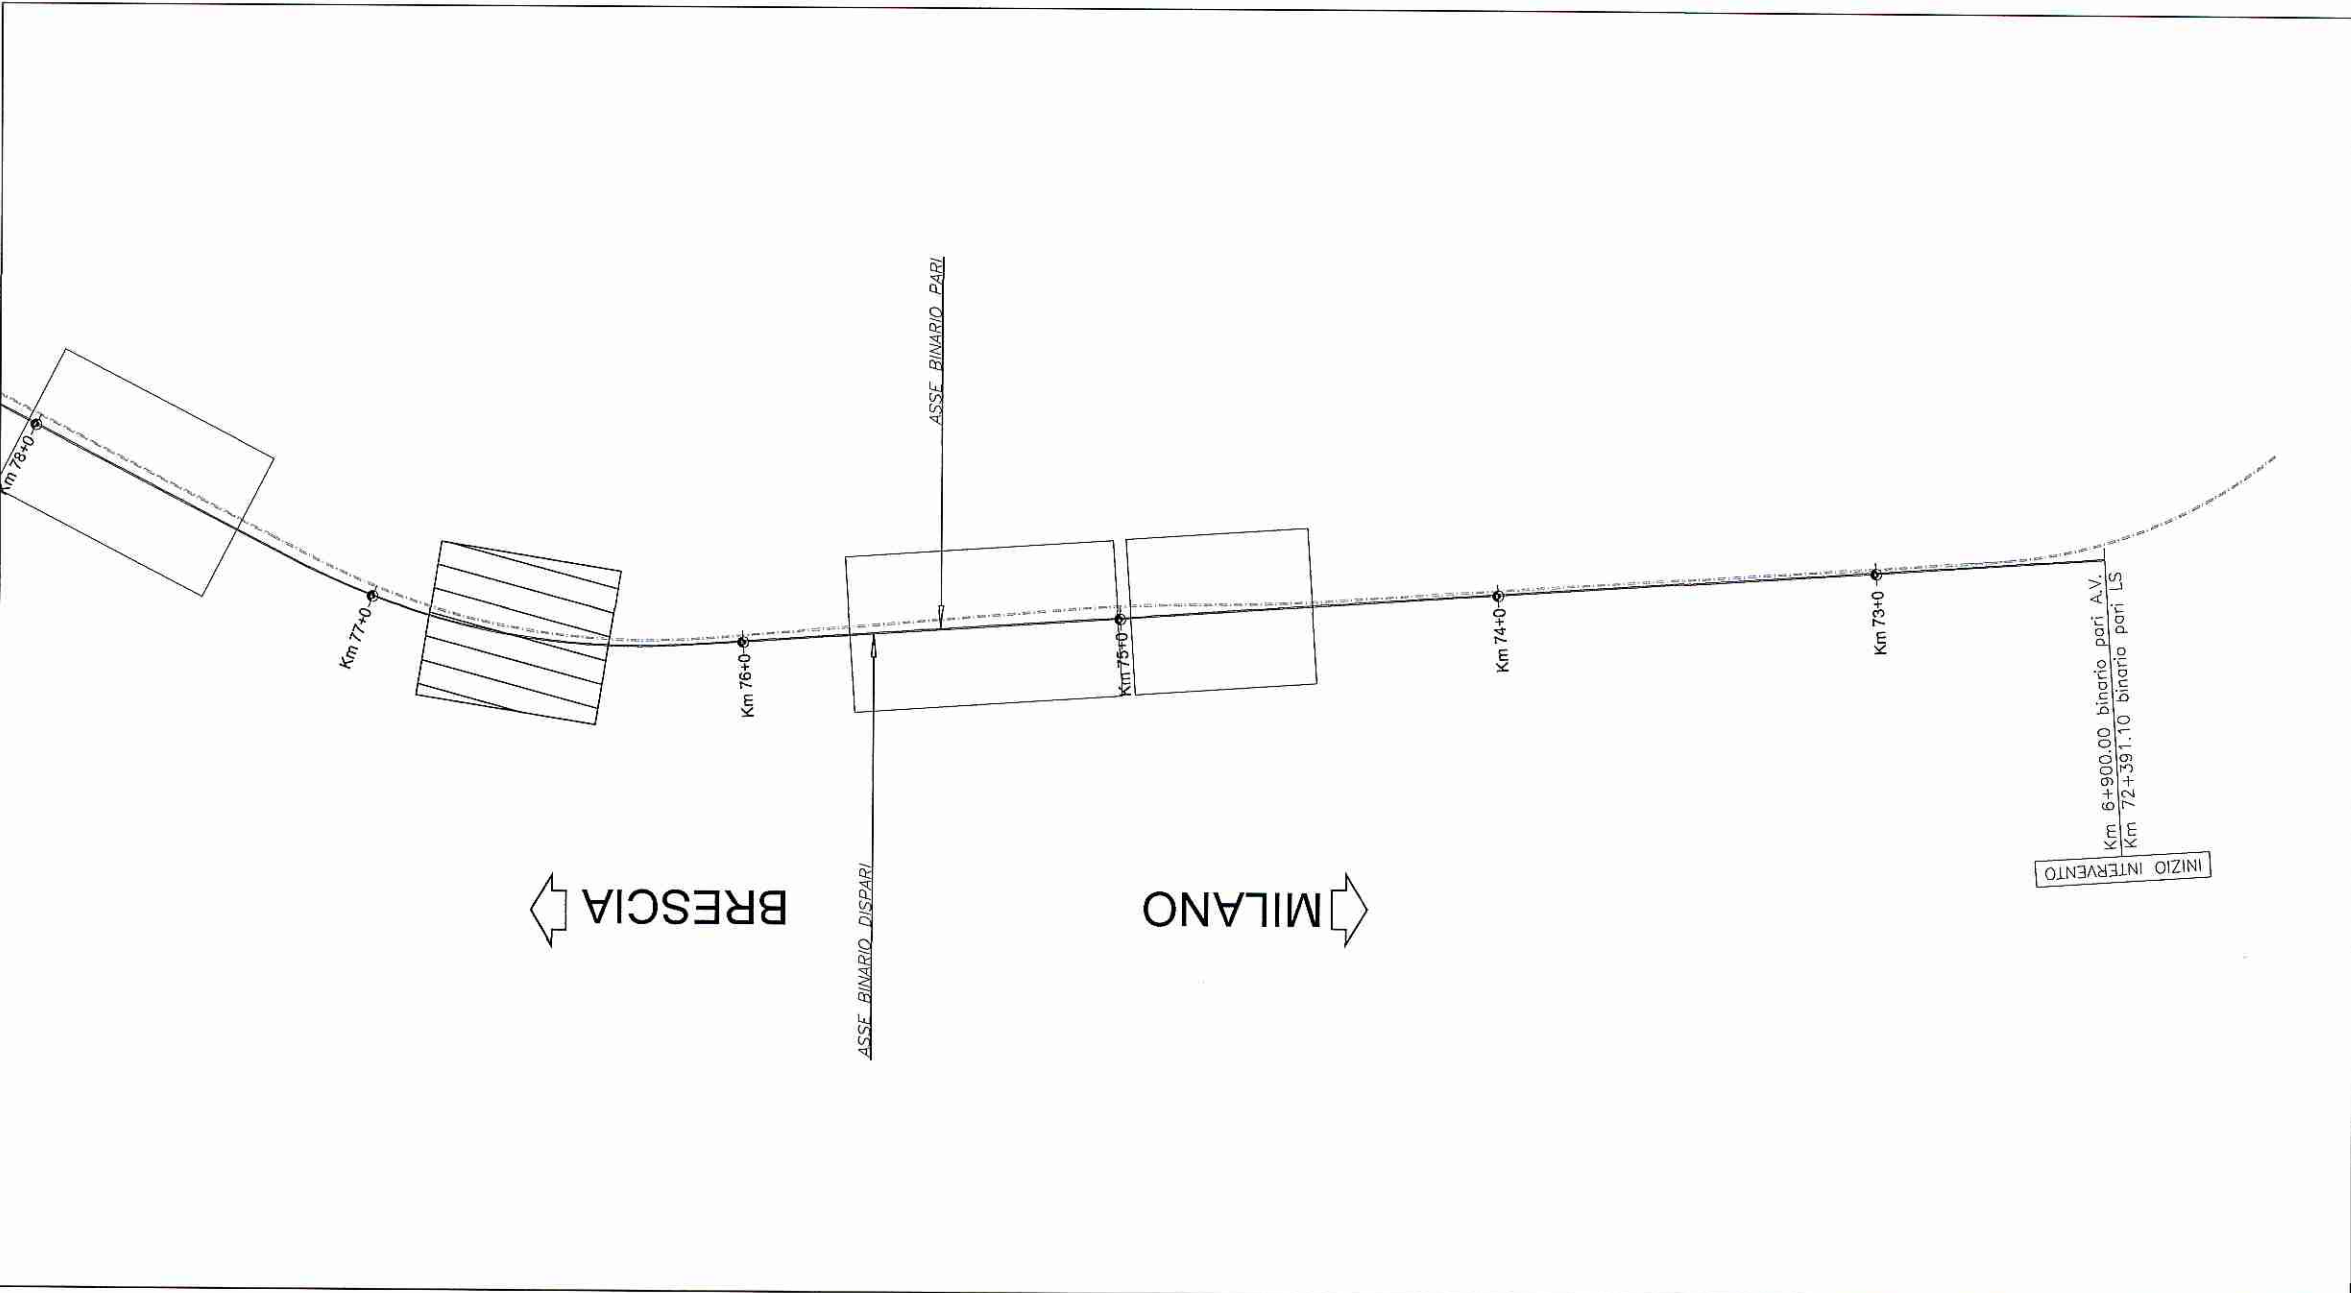 ASSE BINARIO PARI
Km 78+0
Km 77+0
Km 76+0
Km 75+0
Km 74+0
Km 73+0
Km 6+900.00 binario pari A.V.
Km 72+391.10 binario pari LS
INIZIO INTERVENTO
BRESCIA
MILANO
ASSE BINARIO DISPARI